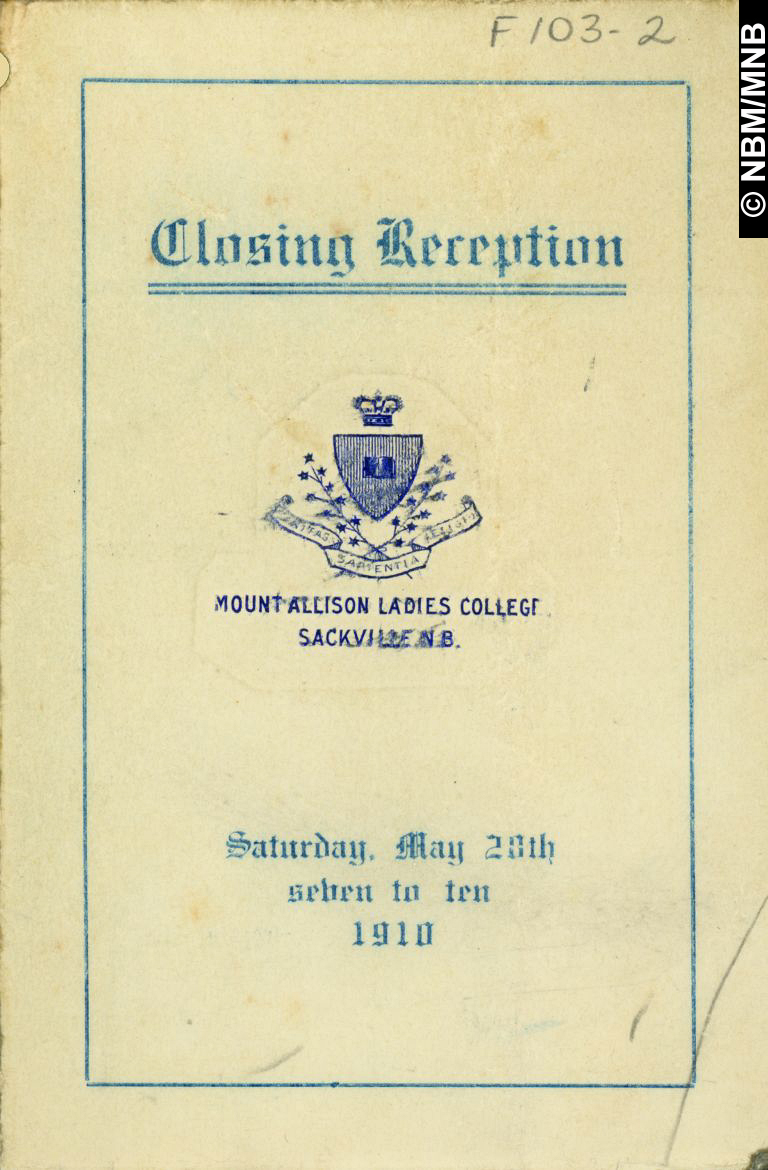 F103-2
© NBM/MNB
Closing Reception
SAPIENTIA
MOUNT ALLISON LADIES COLLEGE
SACKVILLE N.B.
Saturday, May 28th
seven to ten
1910